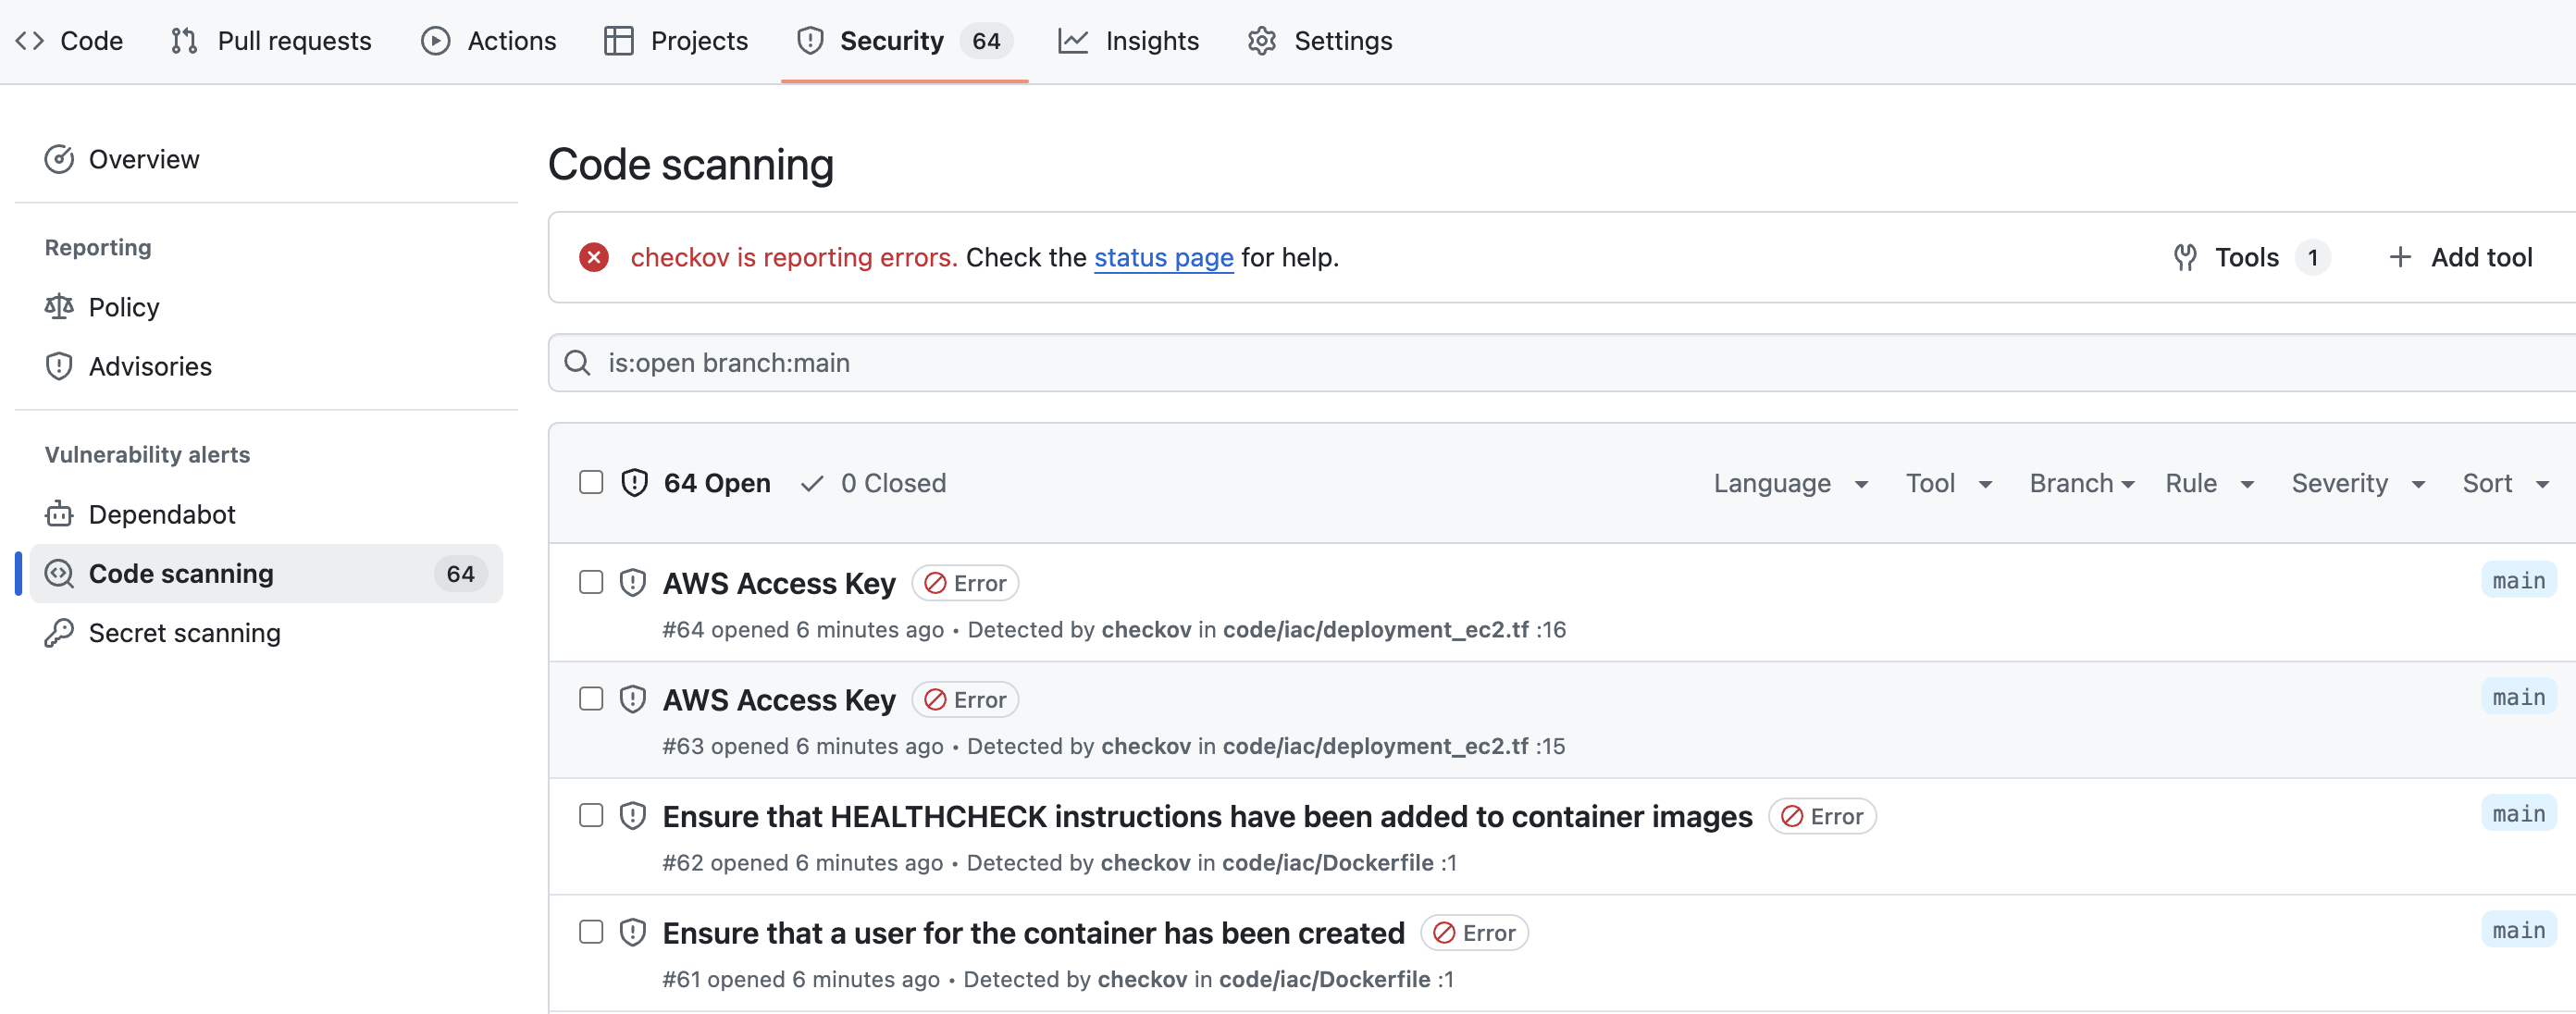 Code Pull requests Actions Projects Security 64 Insights Settings
Overview
Reporting
Policy
Advisories
Vulnerability alerts
Dependabot
Code scanning 64
Secret scanning
Code scanning
checkov is reporting errors. Check the status page for help. Tools 1 Add tool
is:open branch:main
64 Open 0 Closed Language Tool Branch Rule Severity Sort
AWS Access Key Error main
#64 opened 6 minutes ago • Detected by checkov in code/iac/deployment_ec2.tf :16
AWS Access Key Error main
#63 opened 6 minutes ago • Detected by checkov in code/iac/deployment_ec2.tf :15
Ensure that HEALTHCHECK instructions have been added to container images Error main
#62 opened 6 minutes ago • Detected by checkov in code/iac/Dockerfile :1
Ensure that a user for the container has been created Error main
#61 opened 6 minutes ago • Detected by checkov in code/iac/Dockerfile :1